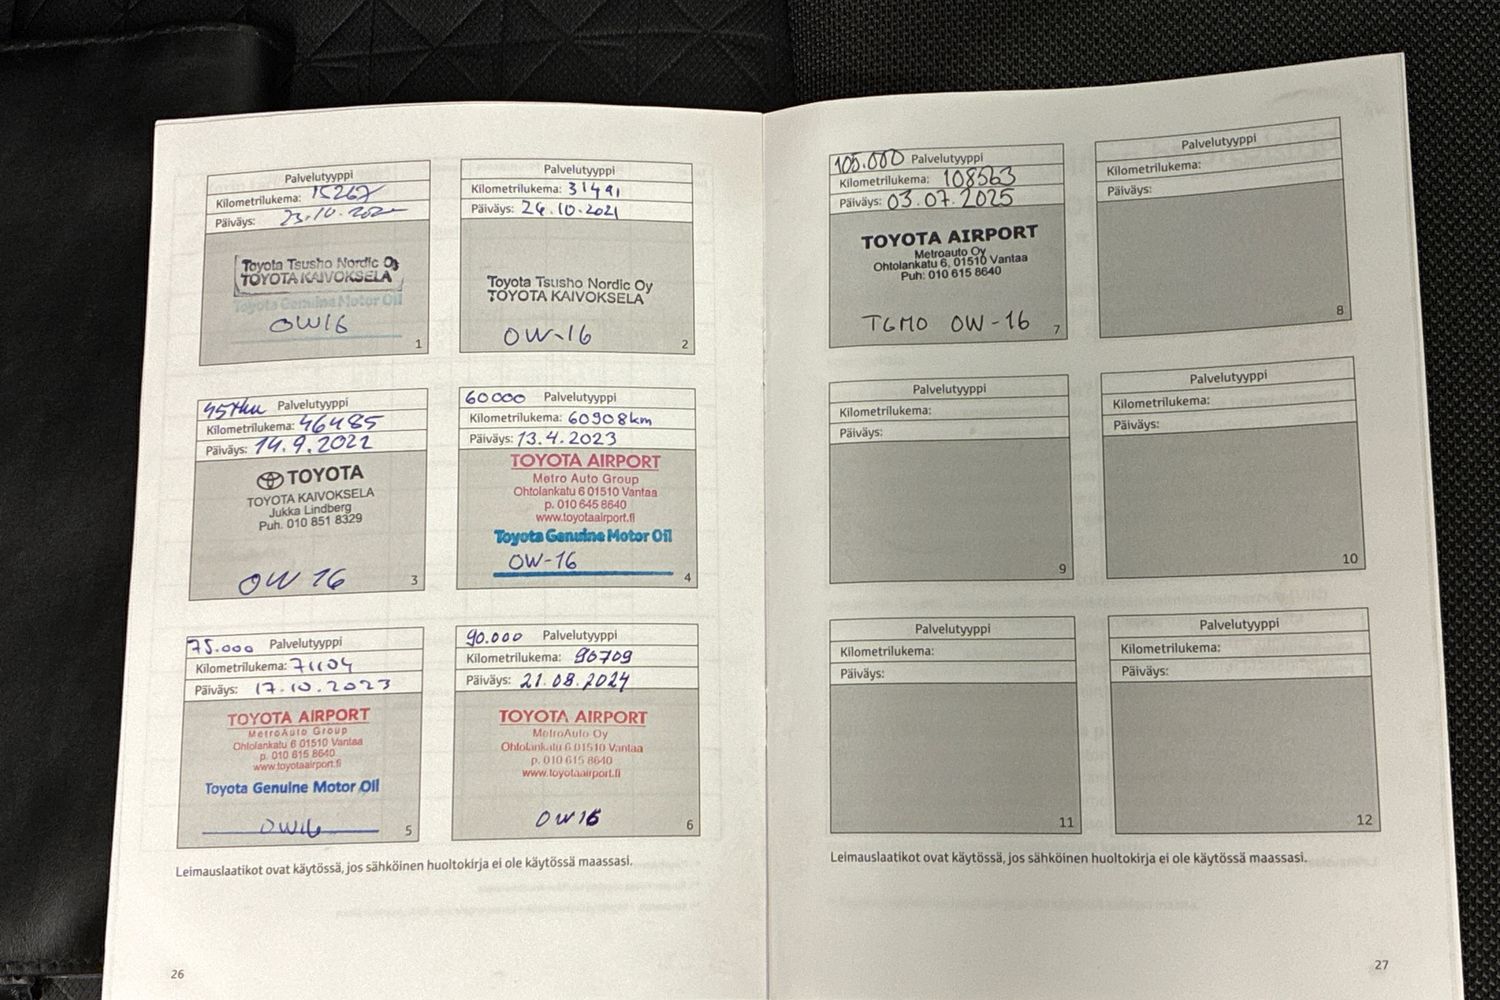 Palvelutyyppi
Kilometrilukema: 15267
Päiväys: 23.10.
Toyota Tsusho Nordic Oy
TOYOTA KAIVOKSELA
Toyota Genuine Motor Oil
OW16
1
Palvelutyyppi
Kilometrilukema: 31491
Päiväys: 26.10.2021
Toyota Tsusho Nordic Oy
TOYOTA KAIVOKSELA
OW-16
2
45tkm Palvelutyyppi
Kilometrilukema: 46485
Päiväys: 14.9.2022
TOYOTA
TOYOTA KAIVOKSELA
Jukka Lindberg
Puh. 010 851 8329
OW 16
3
60000 Palvelutyyppi
Kilometrilukema: 60908km
Päiväys: 13.4.2023
TOYOTA AIRPORT
Metro Auto Group
Ohtolankatu 6 01510 Vantaa
p. 010 645 8640
www.toyotaairport.fi
Toyota Genuine Motor Oil
OW-16
4
75.000 Palvelutyyppi
Kilometrilukema: 71104
Päiväys: 17.10.2023
TOYOTA AIRPORT
MetroAuto Group
Ohtolankatu 6 01510 Vantaa
p. 010 615 8640
www.toyotaairport.fi
Toyota Genuine Motor Oil
OW16
5
90.000 Palvelutyyppi
Kilometrilukema: 90709
Päiväys: 21.08.2024
TOYOTA AIRPORT
MetroAuto Oy
Ohtolankatu 6 01510 Vantaa
p. 010 615 8640
www.toyotaairport.fi
OW16
6
Leimauslaatikot ovat käytössä, jos sähköinen huoltokirja ei ole käytössä maassasi.
26
105.000 Palvelutyyppi
Kilometrilukema: 108563
Päiväys: 03.07.2025
TOYOTA AIRPORT
Metroauto Oy
Ohtolankatu 6, 01510 Vantaa
Puh: 010 615 8640
TGMO OW-16
7
Palvelutyyppi
Kilometrilukema:
Päiväys:
8
Palvelutyyppi
Kilometrilukema:
Päiväys:
9
Palvelutyyppi
Kilometrilukema:
Päiväys:
10
Palvelutyyppi
Kilometrilukema:
Päiväys:
11
Palvelutyyppi
Kilometrilukema:
Päiväys:
12
Leimauslaatikot ovat käytössä, jos sähköinen huoltokirja ei ole käytössä maassasi.
27